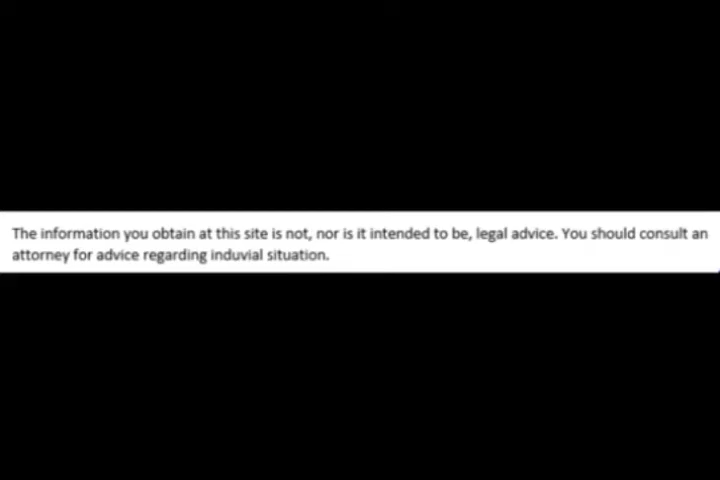 The information you obtain at this site is not, nor is it intended to be, legal advice. You should consult an
attorney for advice regarding induvial situation.